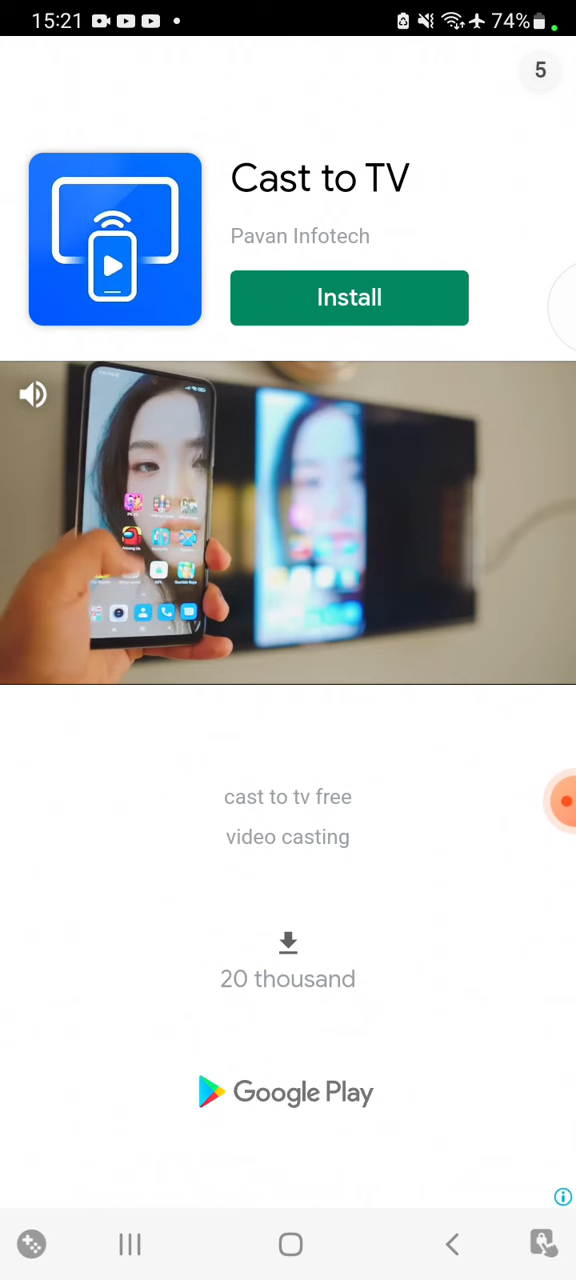 15:21
74%
5
Cast to TV
Pavan Infotech
Install
cast to tv free
video casting
20 thousand
Google Play